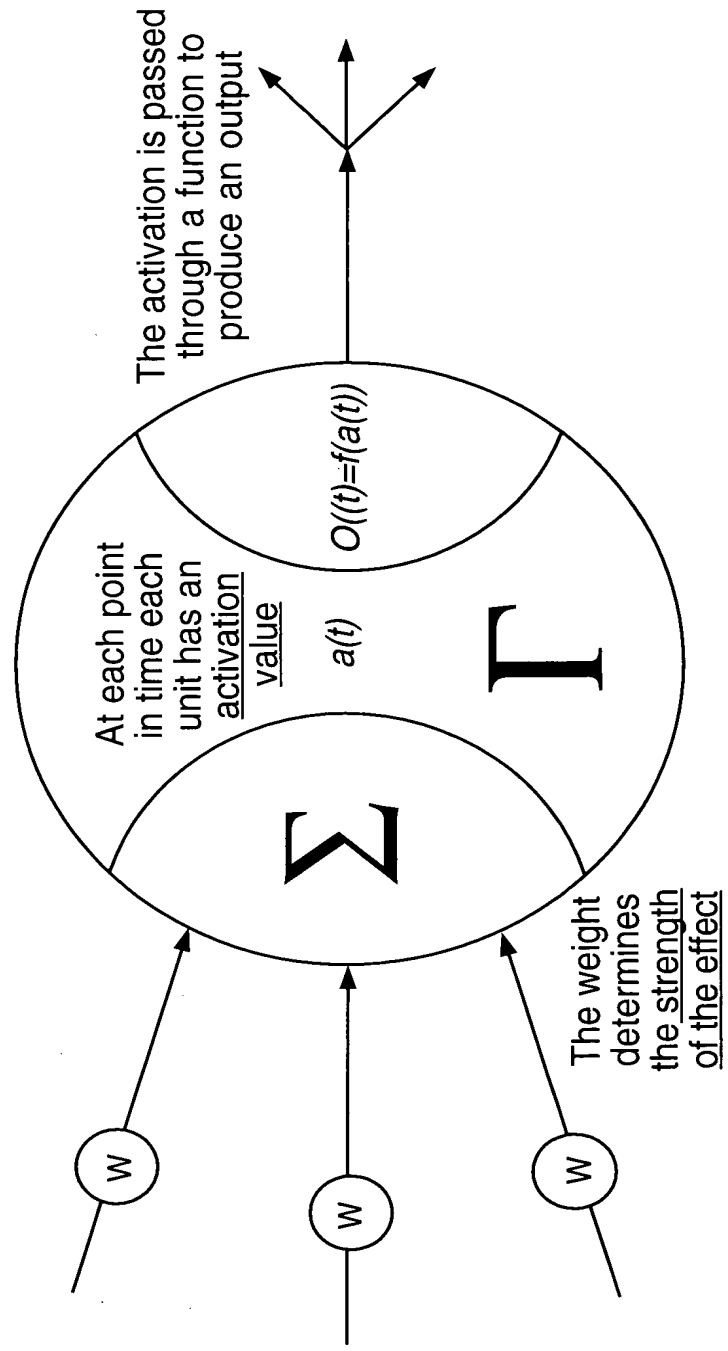 W
W
W
The weight
determines
the strength
of the effect
Σ
At each point
in time each
unit has an
activation
value
a(t)
Γ
O((t)=f(a(t))
The activation is passed
through a function to
produce an output